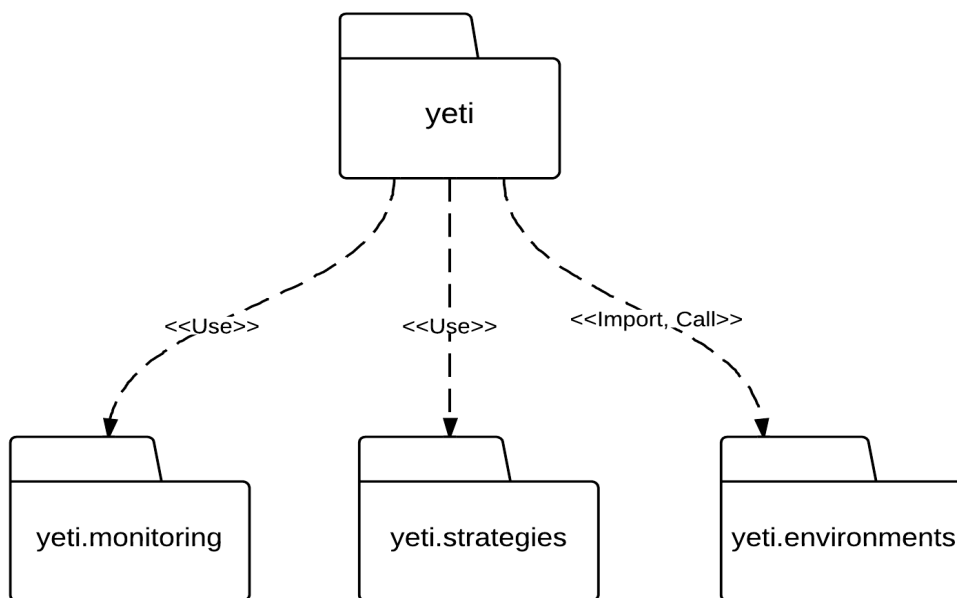 yeti
<<Use>>
<<Use>>
<<Import, Call>>
yeti.monitoring
yeti.strategies
yeti.environments